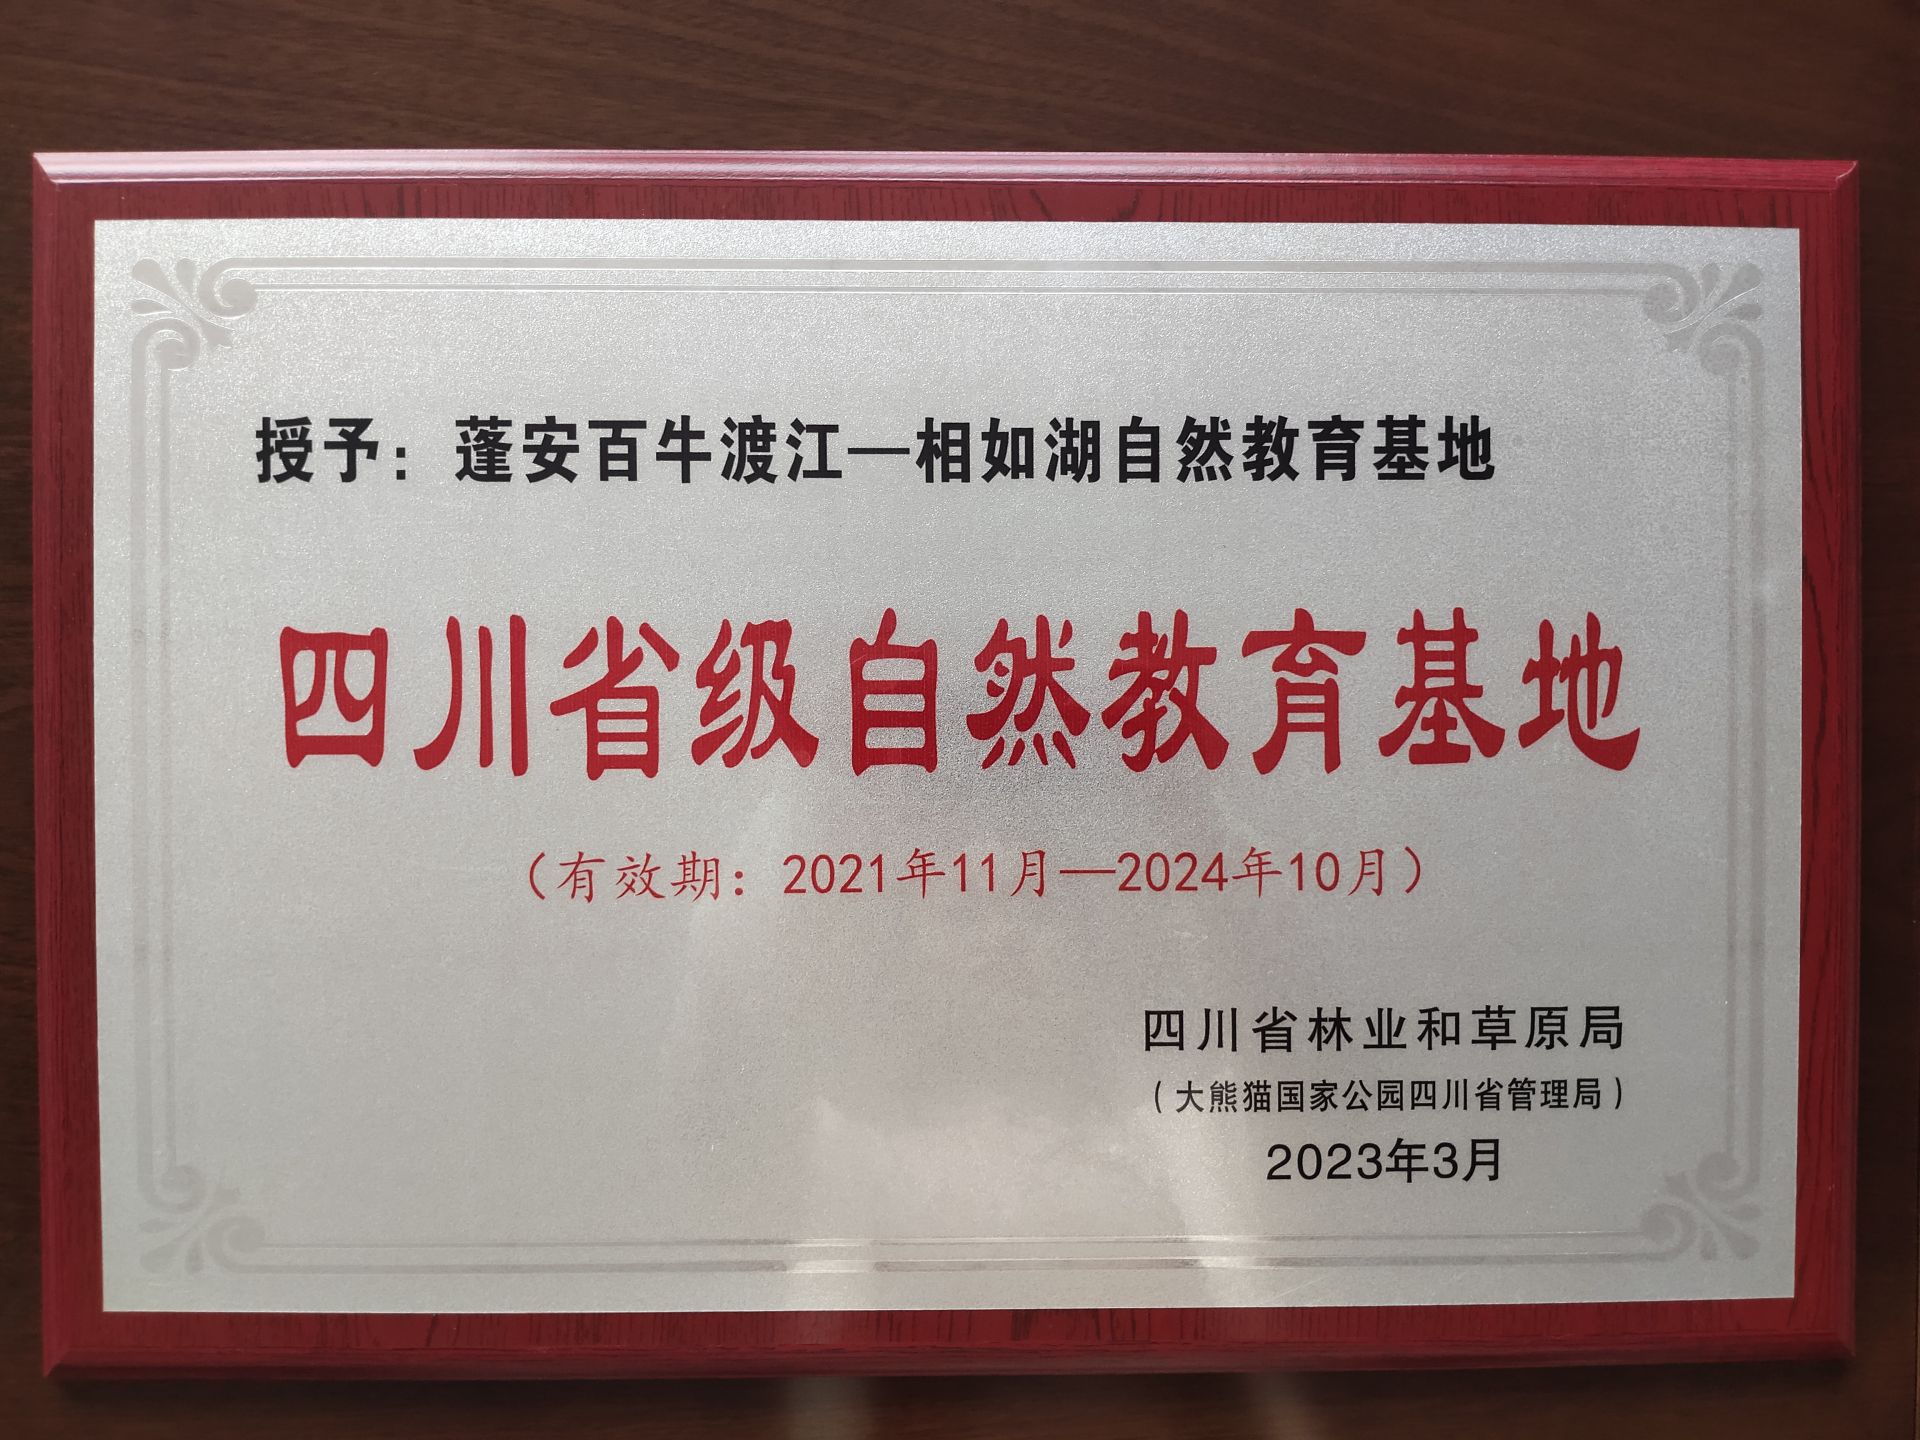 授予：蓬安百牛渡江—相如湖自然教育基地
四川省级自然教育基地
（有效期：2021年11月—2024年10月）
四川省林业和草原局
（大熊猫国家公园四川省管理局）
2023年3月